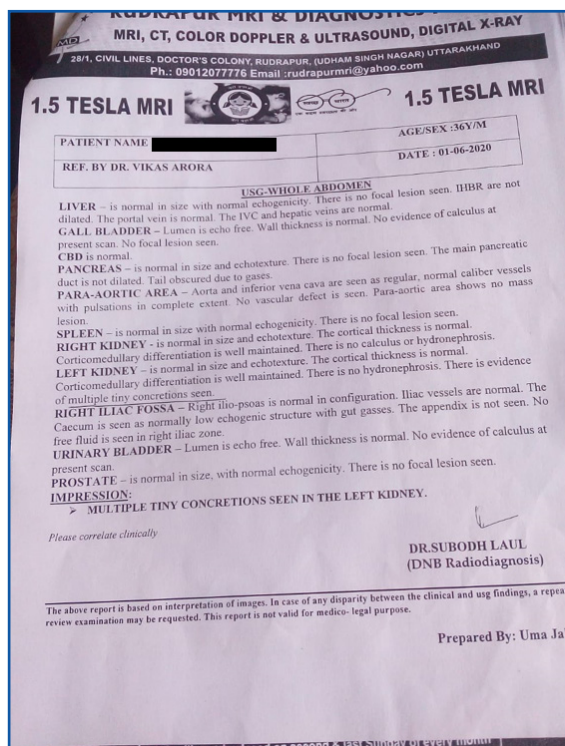 RUDRAPUR MRI & DIAGNOSTICS
MRI, CT, COLOR DOPPLER & ULTRASOUND, DIGITAL X-RAY
28/1, CIVIL LINES, DOCTOR'S COLONY, RUDRAPUR, (UDHAM SINGH NAGAR) UTTARAKHAND
Ph.: 09012077776 Email :rudrapurmri@yahoo.com
1.5 TESLA MRI 1.5 TESLA MRI
PATIENT NAME AGE/SEX :36Y/M
REF. BY DR. VIKAS ARORA DATE : 01-06-2020
USG-WHOLE ABDOMEN
LIVER – is normal in size with normal echogenicity. There is no focal lesion seen. IHBR are not
dilated. The portal vein is normal. The IVC and hepatic veins are normal.
GALL BLADDER – Lumen is echo free. Wall thickness is normal. No evidence of calculus at
present scan. No focal lesion seen.
CBD is normal.
PANCREAS – is normal in size and echotexture. There is no focal lesion seen. The main pancreatic
duct is not dilated. Tail obscured due to gases.
PARA-AORTIC AREA – Aorta and inferior vena cava are seen as regular, normal caliber vessels
with pulsations in complete extent. No vascular defect is seen. Para-aortic area shows no mass
lesion.
SPLEEN – is normal in size with normal echogenicity. There is no focal lesion seen.
RIGHT KIDNEY - is normal in size and echotexture. The cortical thickness is normal.
Corticomedullary differentiation is well maintained. There is no calculus or hydronephrosis.
LEFT KIDNEY – is normal in size and echotexture. The cortical thickness is normal.
Corticomedullary differentiation is well maintained. There is no hydronephrosis. There is evidence
of multiple tiny concretions seen.
RIGHT ILIAC FOSSA – Right ilio-psoas is normal in configuration. Iliac vessels are normal. The
Caecum is seen as normally low echogenic structure with gut gasses. The appendix is not seen. No
free fluid is seen in right iliac zone.
URINARY BLADDER – Lumen is echo free. Wall thickness is normal. No evidence of calculus at
present scan.
PROSTATE – is normal in size, with normal echogenicity. There is no focal lesion seen.
IMPRESSION:
➢ MULTIPLE TINY CONCRETIONS SEEN IN THE LEFT KIDNEY.
Please correlate clinically
DR.SUBODH LAUL
(DNB Radiodiagnosis)
The above report is based on interpretation of images. In case of any disparity between the clinical and usg findings, a repea
review examination may be requested. This report is not valid for medico- legal purpose.
Prepared By: Uma Ja
& last Sunday of every month